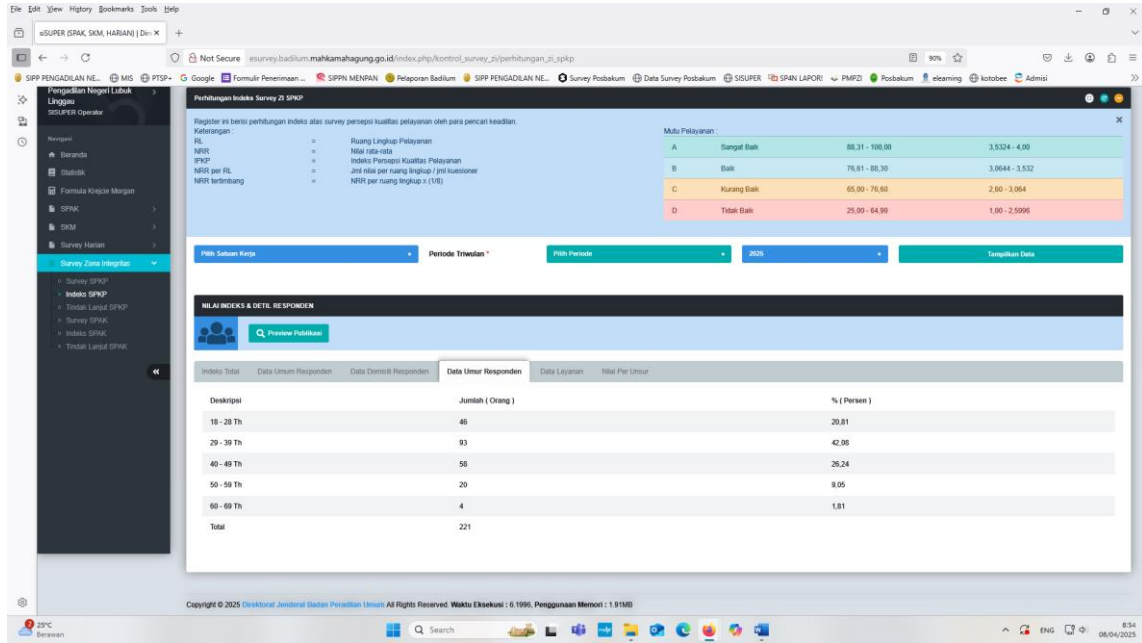 File Edit View History Bookmarks Tools Help
siSUPER (SPAK, SKM, HARIAN) | Dire
Not Secure esurvey.badilum.mahkamahagung.go.id/index.php/kontrol_survey_zi/perhitungan_zi_spkp 90%
SIPP PENGADILAN NE... MIS PTSP+ Google Formulir Penerimaan ... SIPPN MENPAN Pelaporan Badilum SIPP PENGADILAN NE... Survey Posbakum Data Survey Posbakum SISUPER SP4N LAPOR! PMPZI Posbakum elearning kotobee Admisi
Pengadilan Negeri Lubuk Linggau
SISUPER Operator
Navigasi
Beranda
Statistik
Formula Krejcie Morgan
SPAK
SKM
Survey Harian
Survey Zona Integritas
Survey SPKP
Indeks SPKP
Tindak Lanjut SPKP
Survey SPAK
Indeks SPAK
Tindak Lanjut SPAK
Perhitungan Indeks Survey ZI SPKP
Register ini berisi perhitungan indeks atas survey persepsi kualitas pelayanan oleh para pencari keadilan.
Keterangan :
RL = Ruang Lingkup Pelayanan
NRR = Nilai rata-rata
IPKP = Indeks Persepsi Kualitas Pelayanan
NRR per RL = Jml nilai per ruang lingkup / jml kuesioner
NRR tertimbang = NRR per ruang lingkup x (1/8)
Mutu Pelayanan :
A Sangat Baik 88,31 - 100,00 3,5324 - 4,00
B Baik 76,61 - 88,30 3,0644 - 3,532
C Kurang Baik 65,00 - 76,60 2,60 - 3,064
D Tidak Baik 25,00 - 64,99 1,00 - 2,5996
Pilih Satuan Kerja Periode Triwulan * Pilih Periode 2025 Tampilkan Data
NILAI INDEKS & DETIL RESPONDEN
Preview Publikasi
Indeks Total Data Umum Responden Data Domisili Responden Data Umur Responden Data Layanan Nilai Per Unsur
Deskripsi Jumlah ( Orang ) % ( Persen )
18 - 28 Th 46 20,81
29 - 39 Th 93 42,08
40 - 49 Th 58 26,24
50 - 59 Th 20 9,05
60 - 69 Th 4 1,81
Total 221
Copyright © 2025 Direktorat Jenderal Badan Peradilan Umum All Rights Reserved. Waktu Eksekusi : 6.1996, Penggunaan Memori : 1.91MB
25°C
Berawan
Search
ENG
8:54
08/04/2025